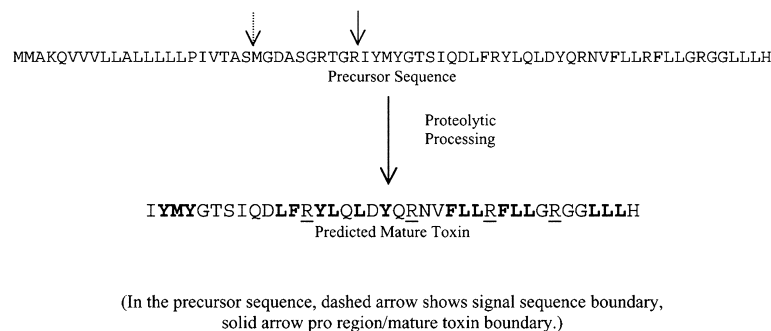 MMAKQVVVLLALLLLLPIVTASMGDASGRTGRIYMYGTSIQDLFRYLQLDYQRNVFLLRFLLGRGGLLLH
Precursor Sequence
Proteolytic
Processing
IYMYGTSIQDLFRYLQLDYQRNVFLLRFLLGRGGLLLH
Predicted Mature Toxin
(In the precursor sequence, dashed arrow shows signal sequence boundary,
solid arrow pro region/mature toxin boundary.)